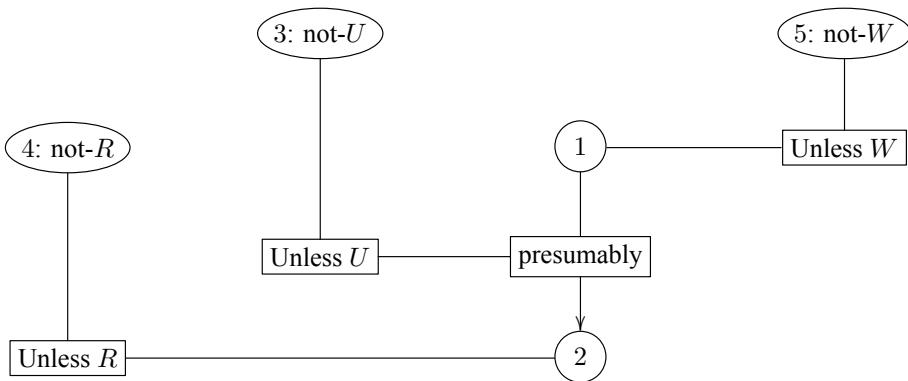 3: not-U
5: not-W
4: not-R
1
Unless W
Unless U
presumably
Unless R
2